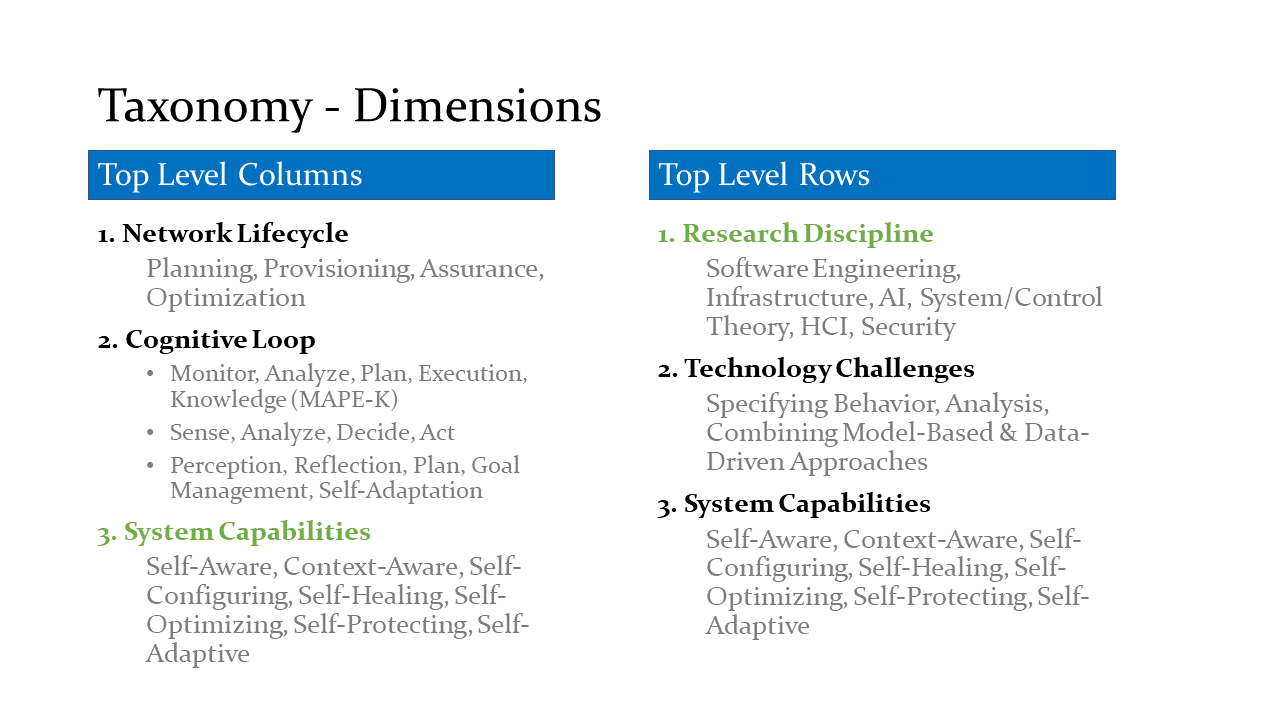 Taxonomy - Dimensions
Top Level Columns
1. Network Lifecycle
Planning, Provisioning, Assurance,
Optimization
2. Cognitive Loop
• Monitor, Analyze, Plan, Execution,
Knowledge (MAPE-K)
• Sense, Analyze, Decide, Act
• Perception, Reflection, Plan, Goal
Management, Self-Adaptation
3. System Capabilities
Self-Aware, Context-Aware, Self-
Configuring, Self-Healing, Self-
Optimizing, Self-Protecting, Self-
Adaptive
Top Level Rows
1. Research Discipline
Software Engineering,
Infrastructure, AI, System/Control
Theory, HCI, Security
2. Technology Challenges
Specifying Behavior, Analysis,
Combining Model-Based & Data-
Driven Approaches
3. System Capabilities
Self-Aware, Context-Aware, Self-
Configuring, Self-Healing, Self-
Optimizing, Self-Protecting, Self-
Adaptive